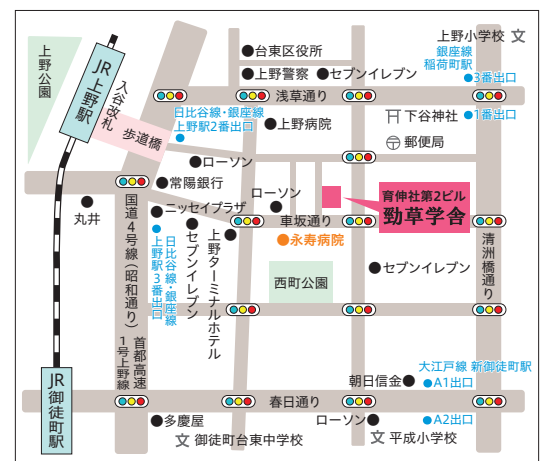 上野小学校 文
銀座線
稲荷町駅
3番出口
上野公園
JR上野駅
入谷改札
歩道橋
台東区役所
上野警察
セブンイレブン
浅草通り
日比谷線・銀座線
上野駅2番出口
上野病院
下谷神社
1番出口
郵便局
ローソン
常陽銀行
丸井
ニッセイプラザ
ローソン
育伸社第2ビル
勁草学舎
車坂通り
永寿病院
国道4号線(昭和通り)
日比谷線・銀座線
上野駅3番出口
セブンイレブン
上野ターミナルホテル
西町公園
セブンイレブン
清洲橋通り
首都高速
1号上野線
JR御徒町駅
大江戸線 新御徒町駅
朝日信金
A1出口
春日通り
多慶屋
ローソン
A2出口
文 御徒町台東中学校
文 平成小学校